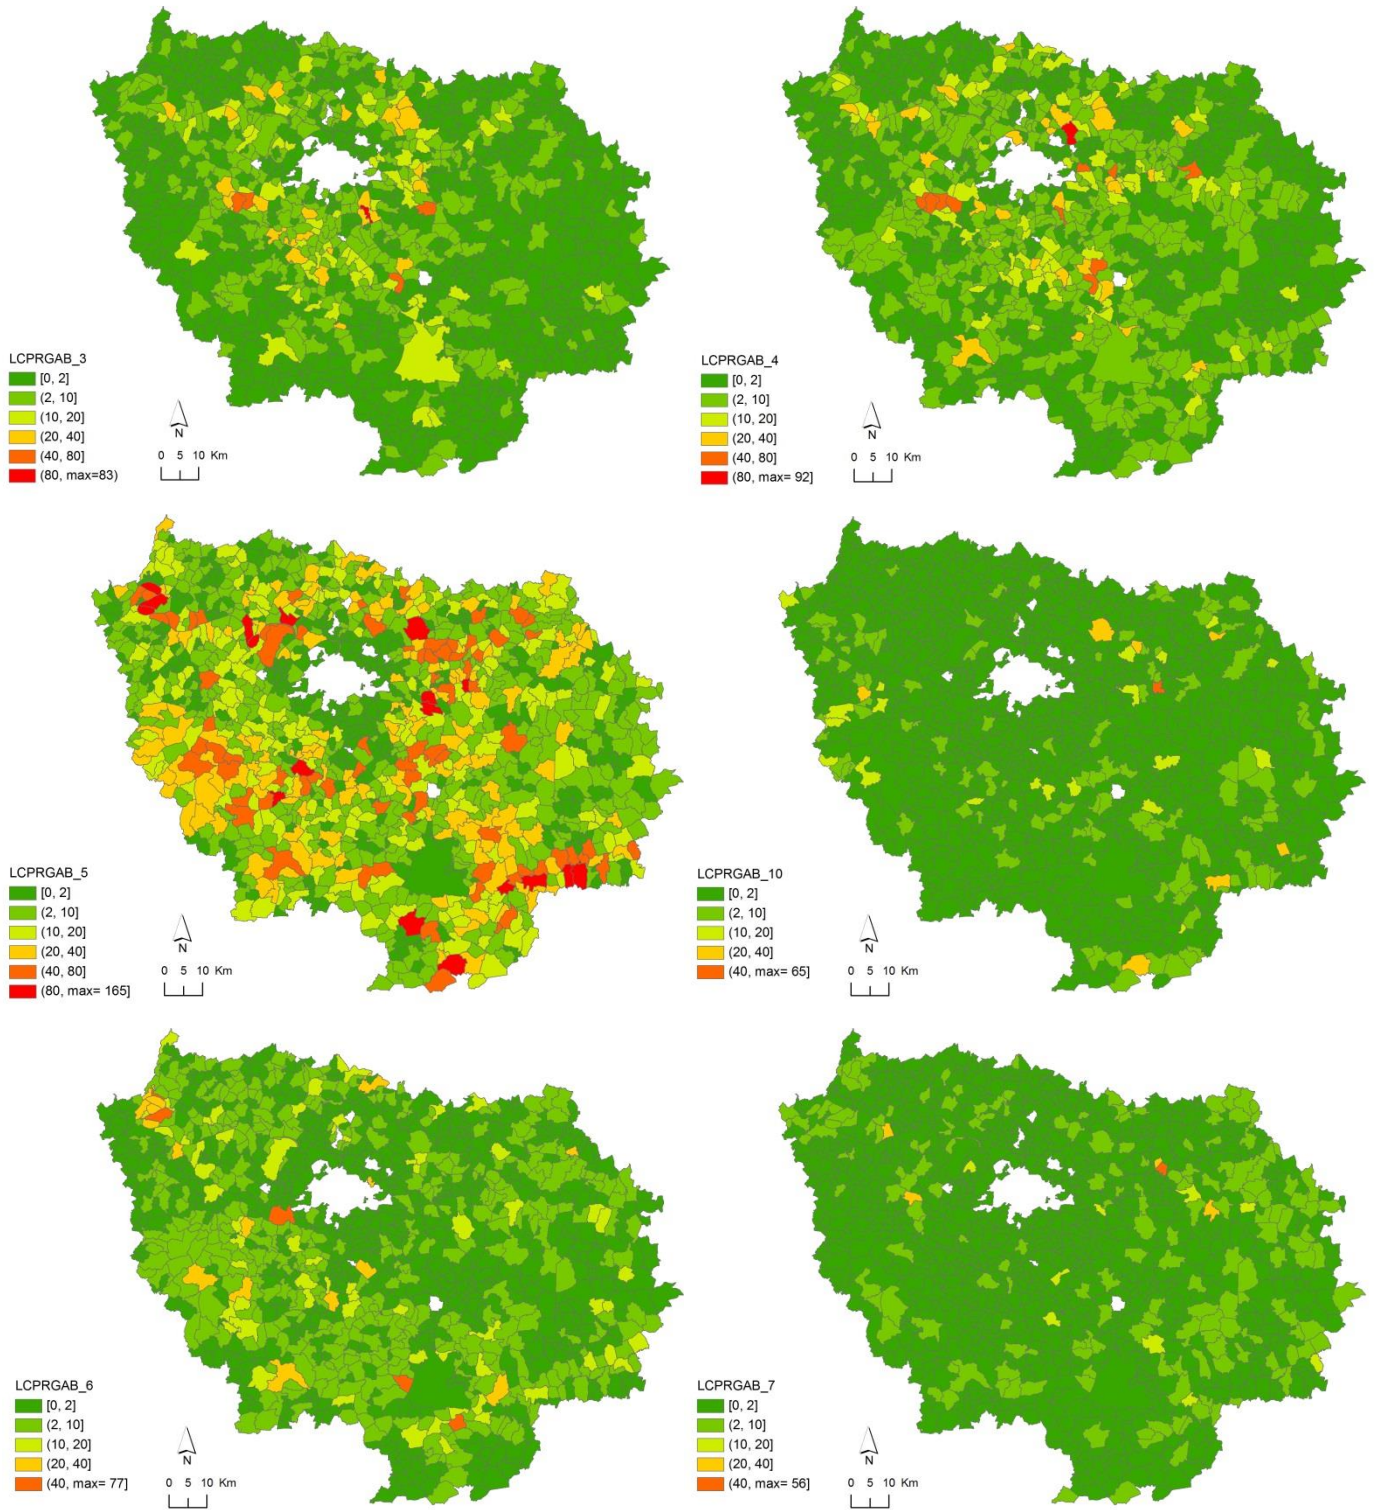 LCPRGAB_3
[0, 2]
(2, 10]
(10, 20]
(20, 40]
(40, 80]
(80, max=83)
N
0 5 10 Km
LCPRGAB_4
[0, 2]
(2, 10]
(10, 20]
(20, 40]
(40, 80]
(80, max= 92]
N
0 5 10 Km
LCPRGAB_5
[0, 2]
(2, 10]
(10, 20]
(20, 40]
(40, 80]
(80, max= 165]
N
0 5 10 Km
LCPRGAB_10
[0, 2]
(2, 10]
(10, 20]
(20, 40]
(40, max= 65]
N
0 5 10 Km
LCPRGAB_6
[0, 2]
(2, 10]
(10, 20]
(20, 40]
(40, max= 77]
N
0 5 10 Km
LCPRGAB_7
[0, 2]
(2, 10]
(10, 20]
(20, 40]
(40, max= 56]
N
0 5 10 Km